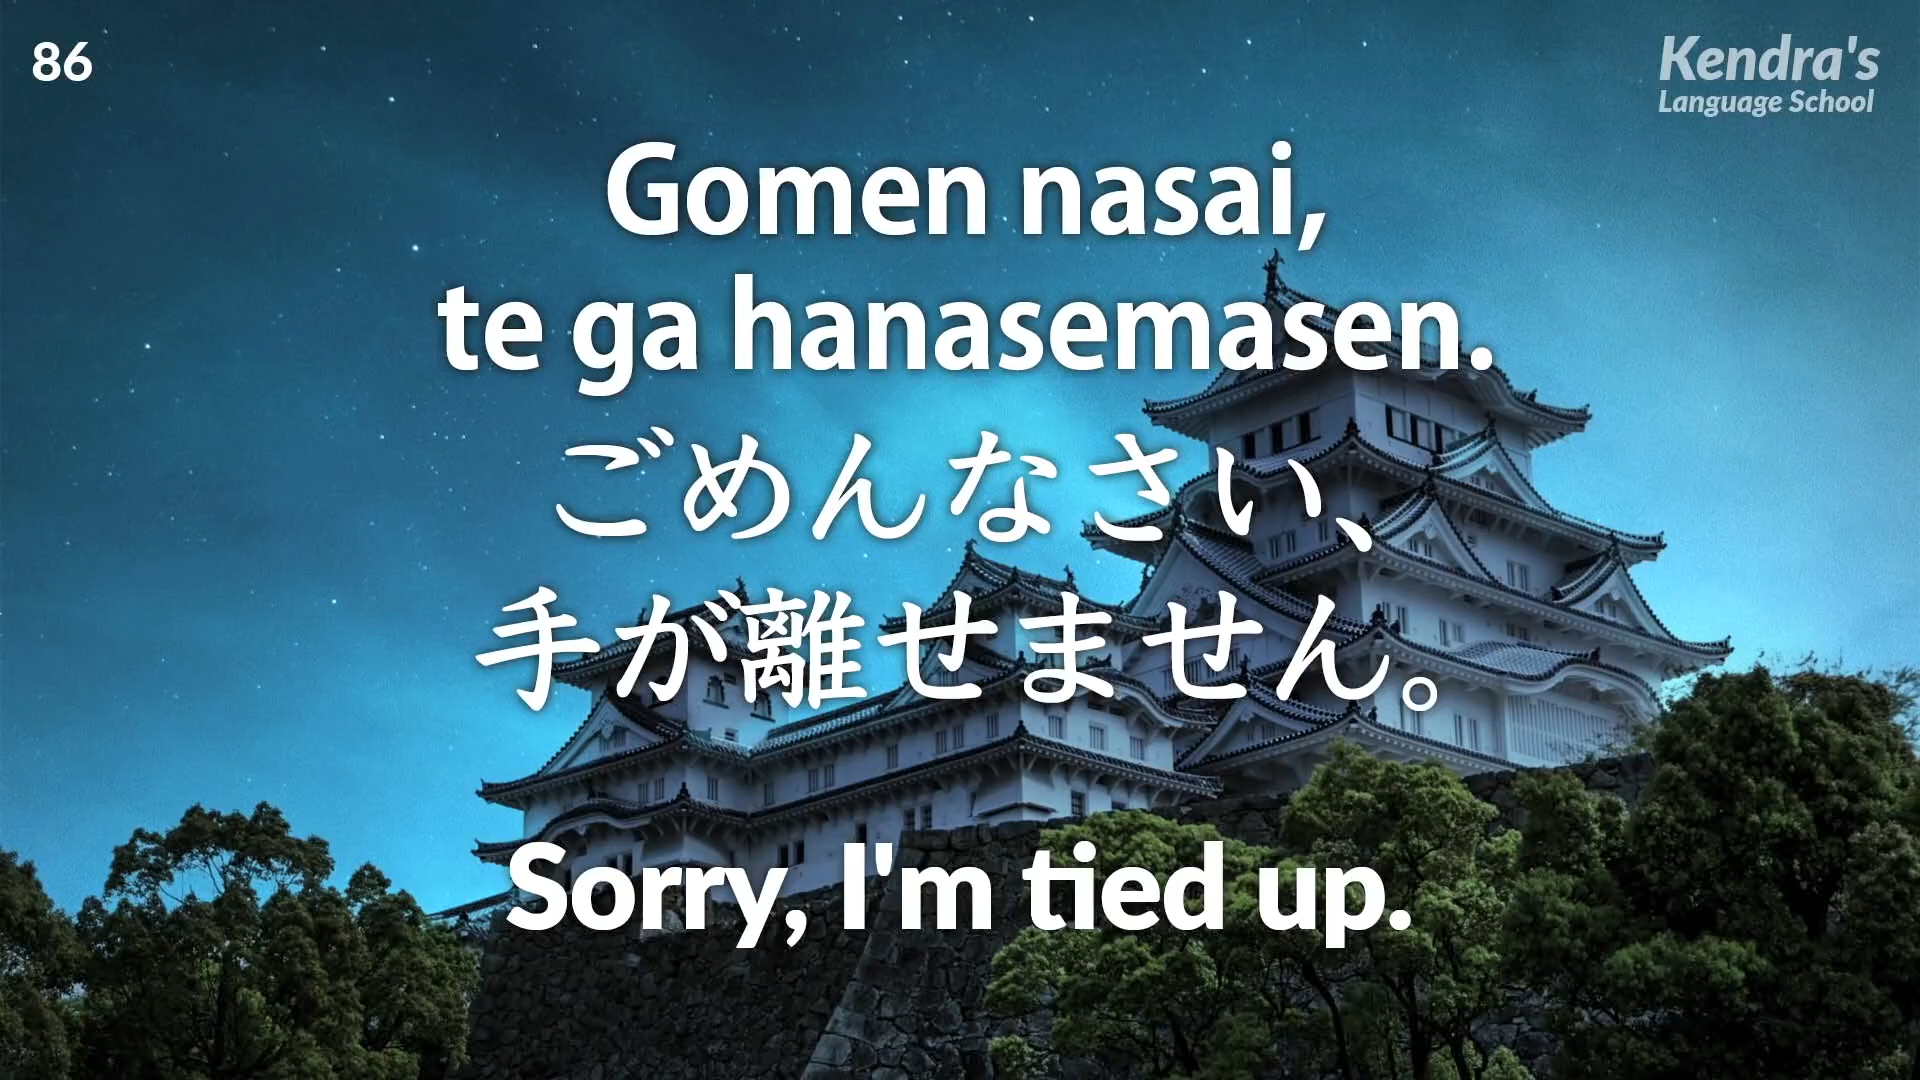 86
Kendra's
Language School
Gomen nasai,
te ga hanasemasen.
ごめんなさい、
手が離せません。
Sorry, I'm tied up.